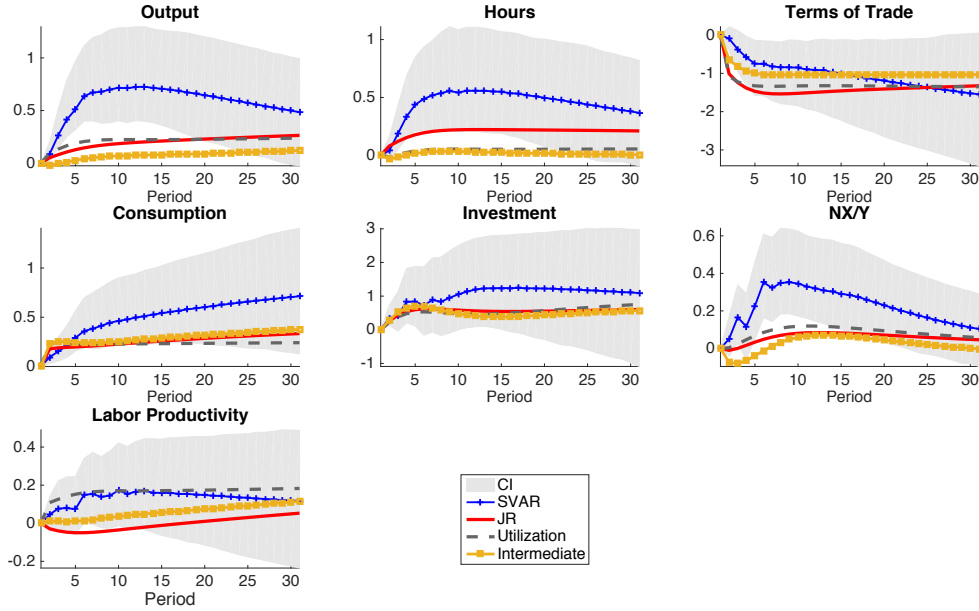 Output
Hours
Terms of Trade
1
0.5
0
5 10 15 20 25 30
Period
1
0.5
0
5 10 15 20 25 30
Period
0
-1
-2
-3
5 10 15 20 25 30
Period
Consumption
Investment
NX/Y
1
0.5
0
5 10 15 20 25 30
Period
3
2
1
0
-1
5 10 15 20 25 30
Period
0.6
0.4
0.2
0
5 10 15 20 25 30
Period
Labor Productivity
0.4
0.2
0
-0.2
5 10 15 20 25 30
Period
CI
SVAR
JR
Utilization
Intermediate